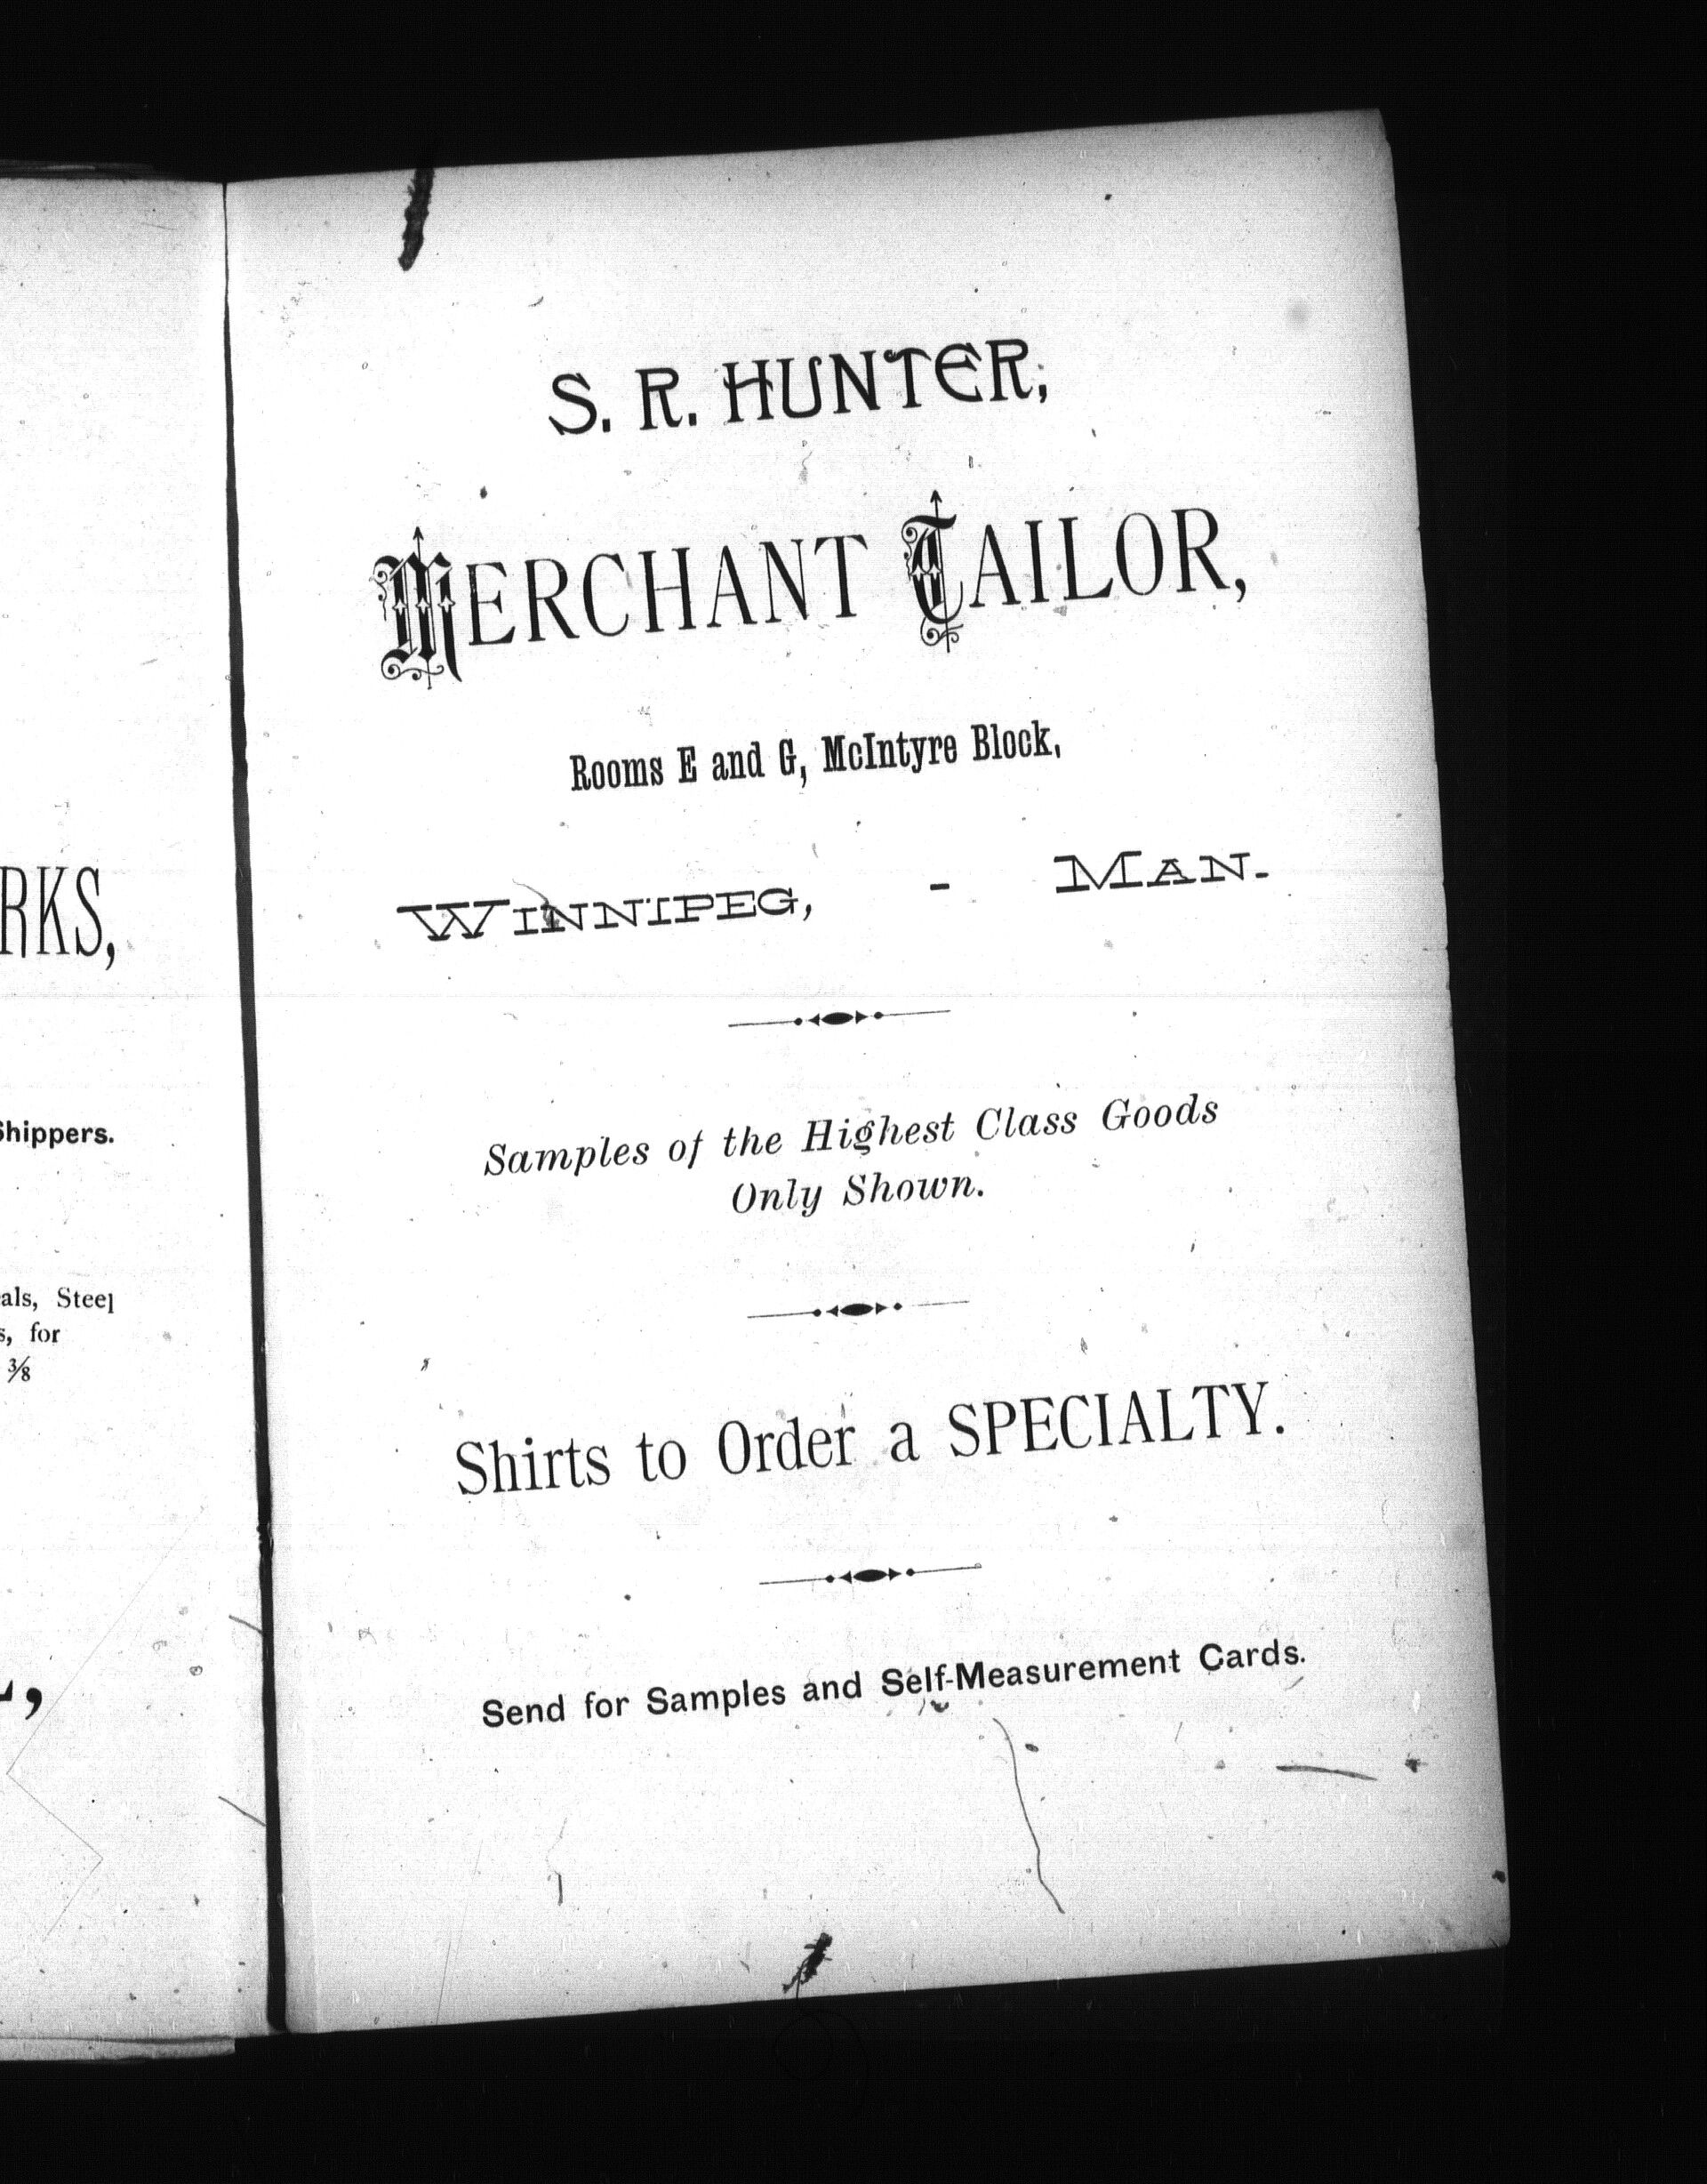 RKS,
Shippers.
als, Steel
s, for
3/8
S. R. HUNTER,
MERCHANT TAILOR,
Rooms E and G, McIntyre Block,
WINNIPEG, - MAN.
Samples of the Highest Class Goods
Only Shown.
Shirts to Order a SPECIALTY.
Send for Samples and Self-Measurement Cards.